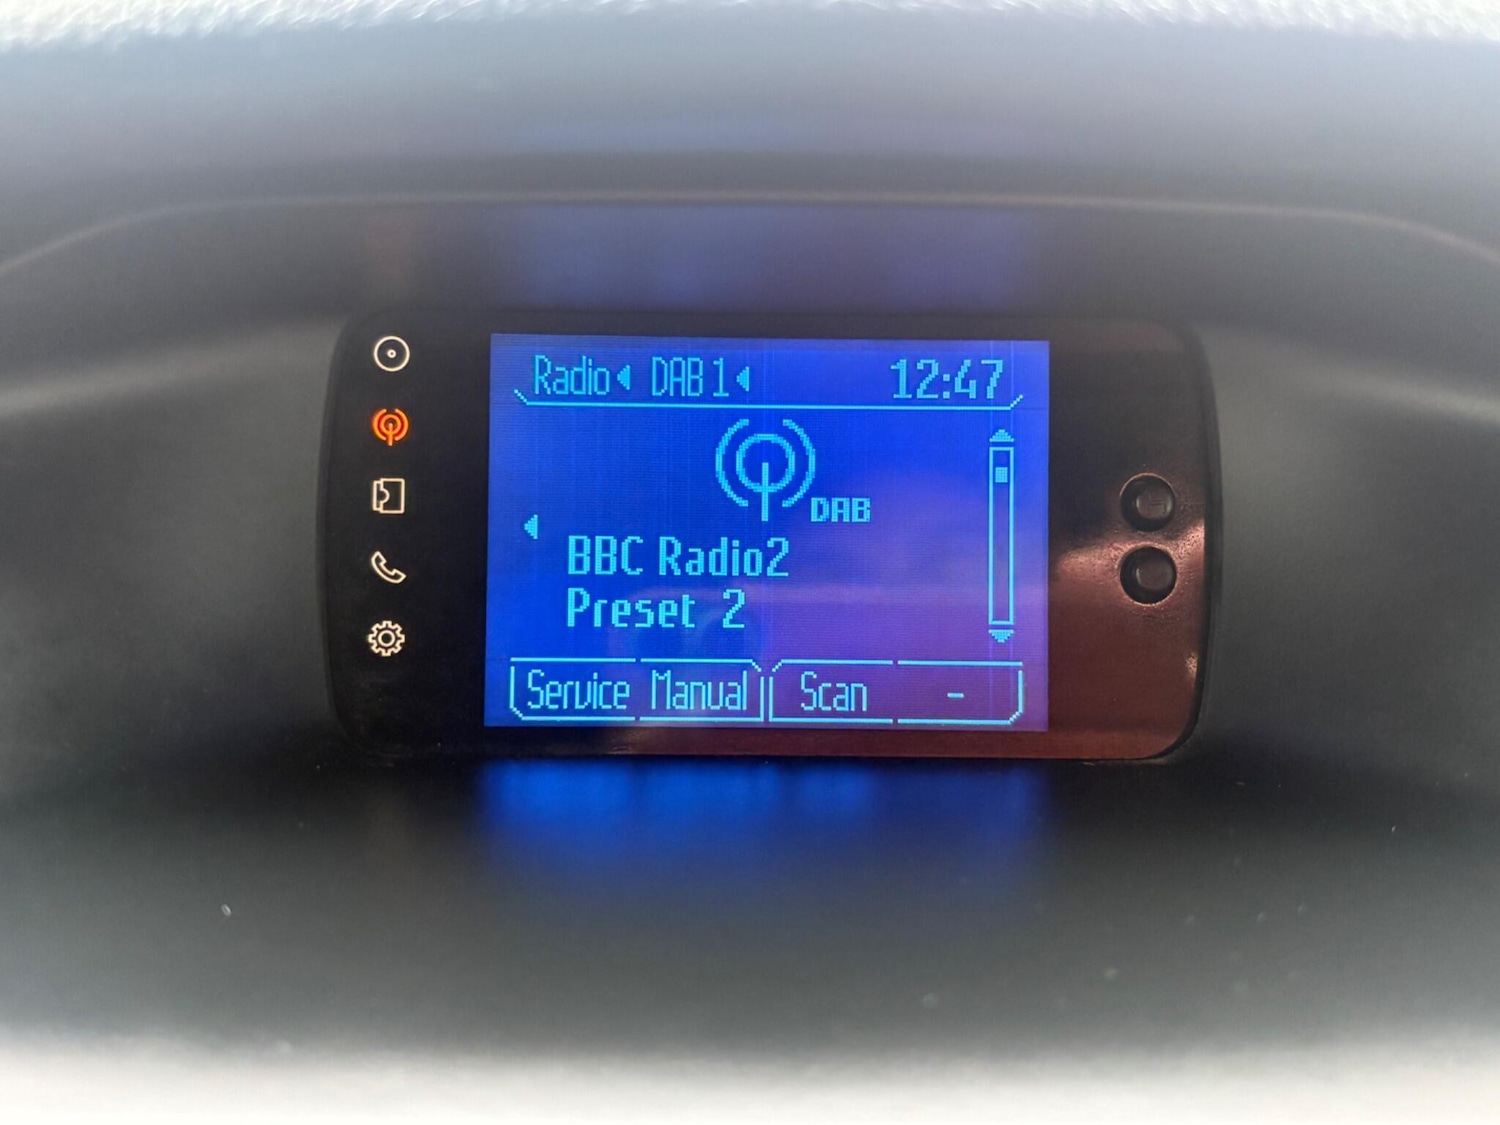 Radio DAB 1 12:47
DAB
BBC Radio2
Preset 2
Service Manual Scan -